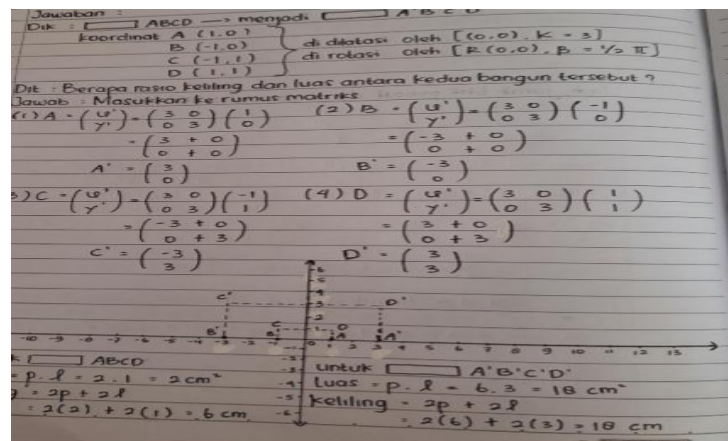 Jawaban :
Dik : ▭ ABCD → menjadi ▭ A' B' C' D'
koordinat A (1,0)
B (-1,0)
C (-1,1)
D (1,1)
di dilatasi oleh [(0,0), K = 3]
di rotasi oleh [R (0,0), β = 1/2 π]
Dit : Berapa rasio keliling dan luas antara kedua bangun tersebut ?
Jawab : Masukkan ke rumus matriks
(1) A = (x' y') = (3 0 0 3) (1 0)
= (3 + 0 0 + 0)
A' = (3 0)
(2) B = (x' y') = (3 0 0 3) (-1 0)
= (-3 + 0 0 + 0)
B' = (-3 0)
3) C = (x' y') = (3 0 0 3) (-1 1)
= (-3 + 0 0 + 3)
C' = (-3 3)
(4) D = (x' y') = (3 0 0 3) (1 1)
= (3 + 0 0 + 3)
D' = (3 3)
C' D'
C D
B' B A A'
▭ ABCD
= p . l = 2 . 1 = 2 cm²
= 2p + 2l
= 2(2) + 2(1) = 6 cm
untuk ▭ A'B'C'D'
Luas = p . l = 6 . 3 = 18 cm²
keliling = 2p + 2l
= 2(6) + 2(3) = 18 cm